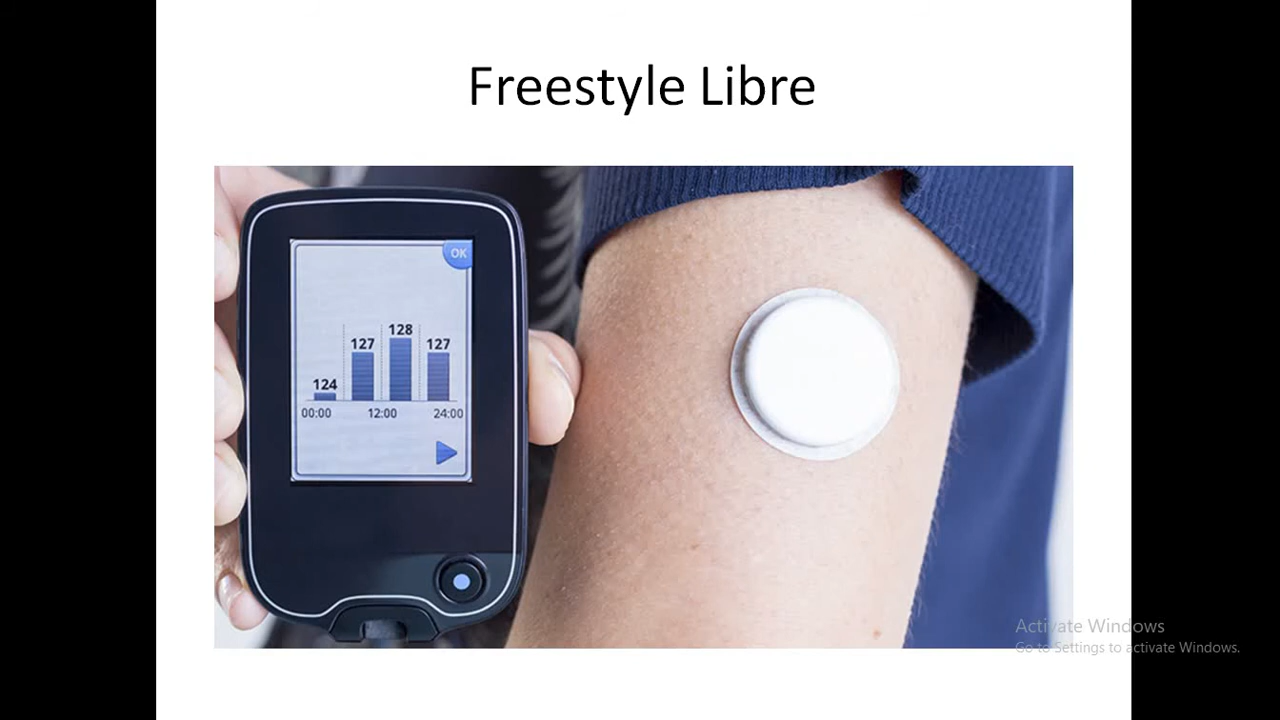 Freestyle Libre
OK
124 127 128 127
00:00 12:00 24:00
Activate Windows
Go to Settings to activate Windows.